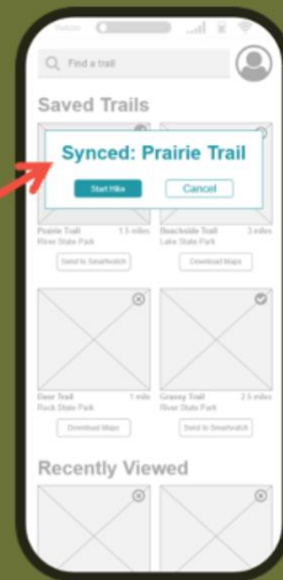 Find a trail
Saved Trails
Synced: Prairie Trail
Start Hike
Cancel
Prairie Trail 1.5 miles
River State Park
Send to Smartwatch
Beachside Trail 3 miles
Lake State Park
Download Maps
Deer Trail 1 mile
Rock State Park
Download Maps
Grassy Trail 2.5 miles
River State Park
Send to Smartwatch
Recently Viewed